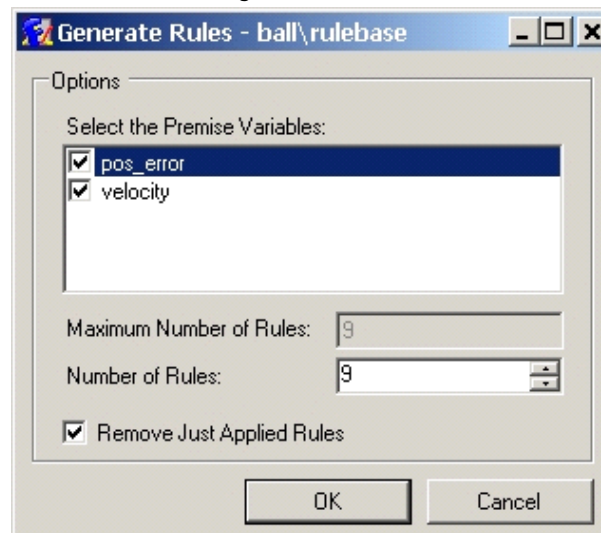 Generate Rules - ball\rulebase
Options
Select the Premise Variables:
pos_error
velocity
Maximum Number of Rules: 9
Number of Rules: 9
Remove Just Applied Rules
OK Cancel